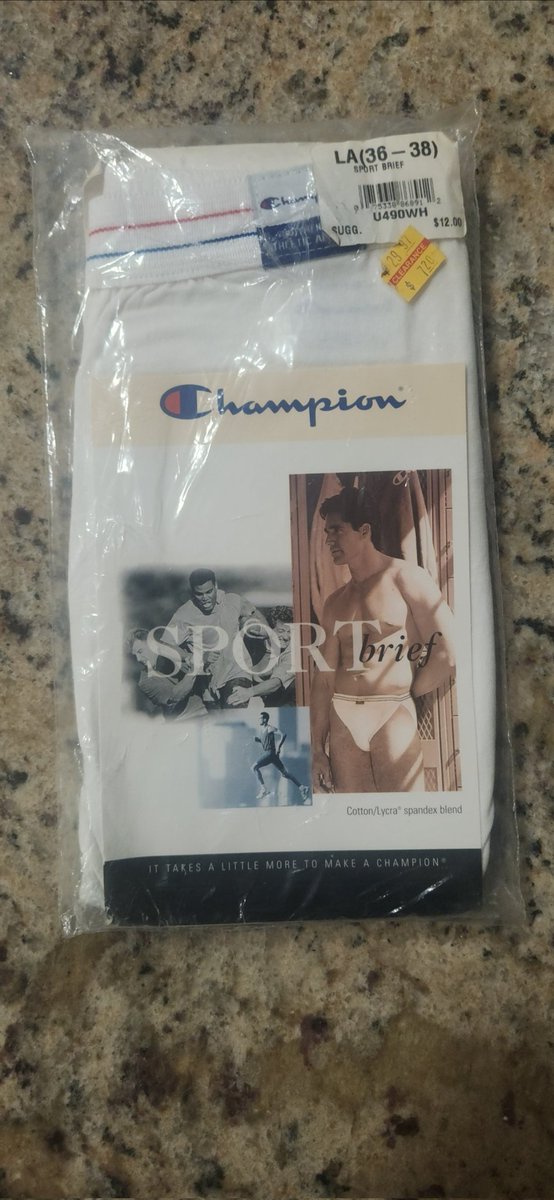 LA(36 — 38)
SPORT BRIEF
U490WH
SUGG. $12.00
Cham
CLEARANCE
Champion®
SPORT brief
Cotton/Lycra® spandex blend
IT TAKES A LITTLE MORE TO MAKE A CHAMPION®